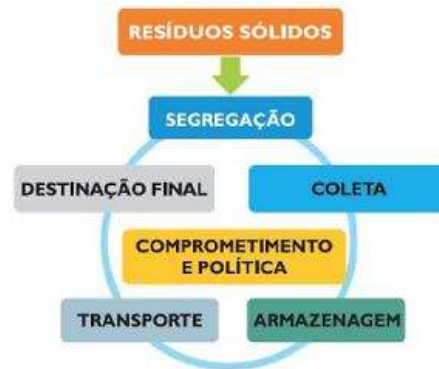 RESÍDUOS SÓLIDOS
SEGREGAÇÃO
DESTINAÇÃO FINAL
COLETA
COMPROMETIMENTO
E POLÍTICA
TRANSPORTE
ARMAZENAGEM